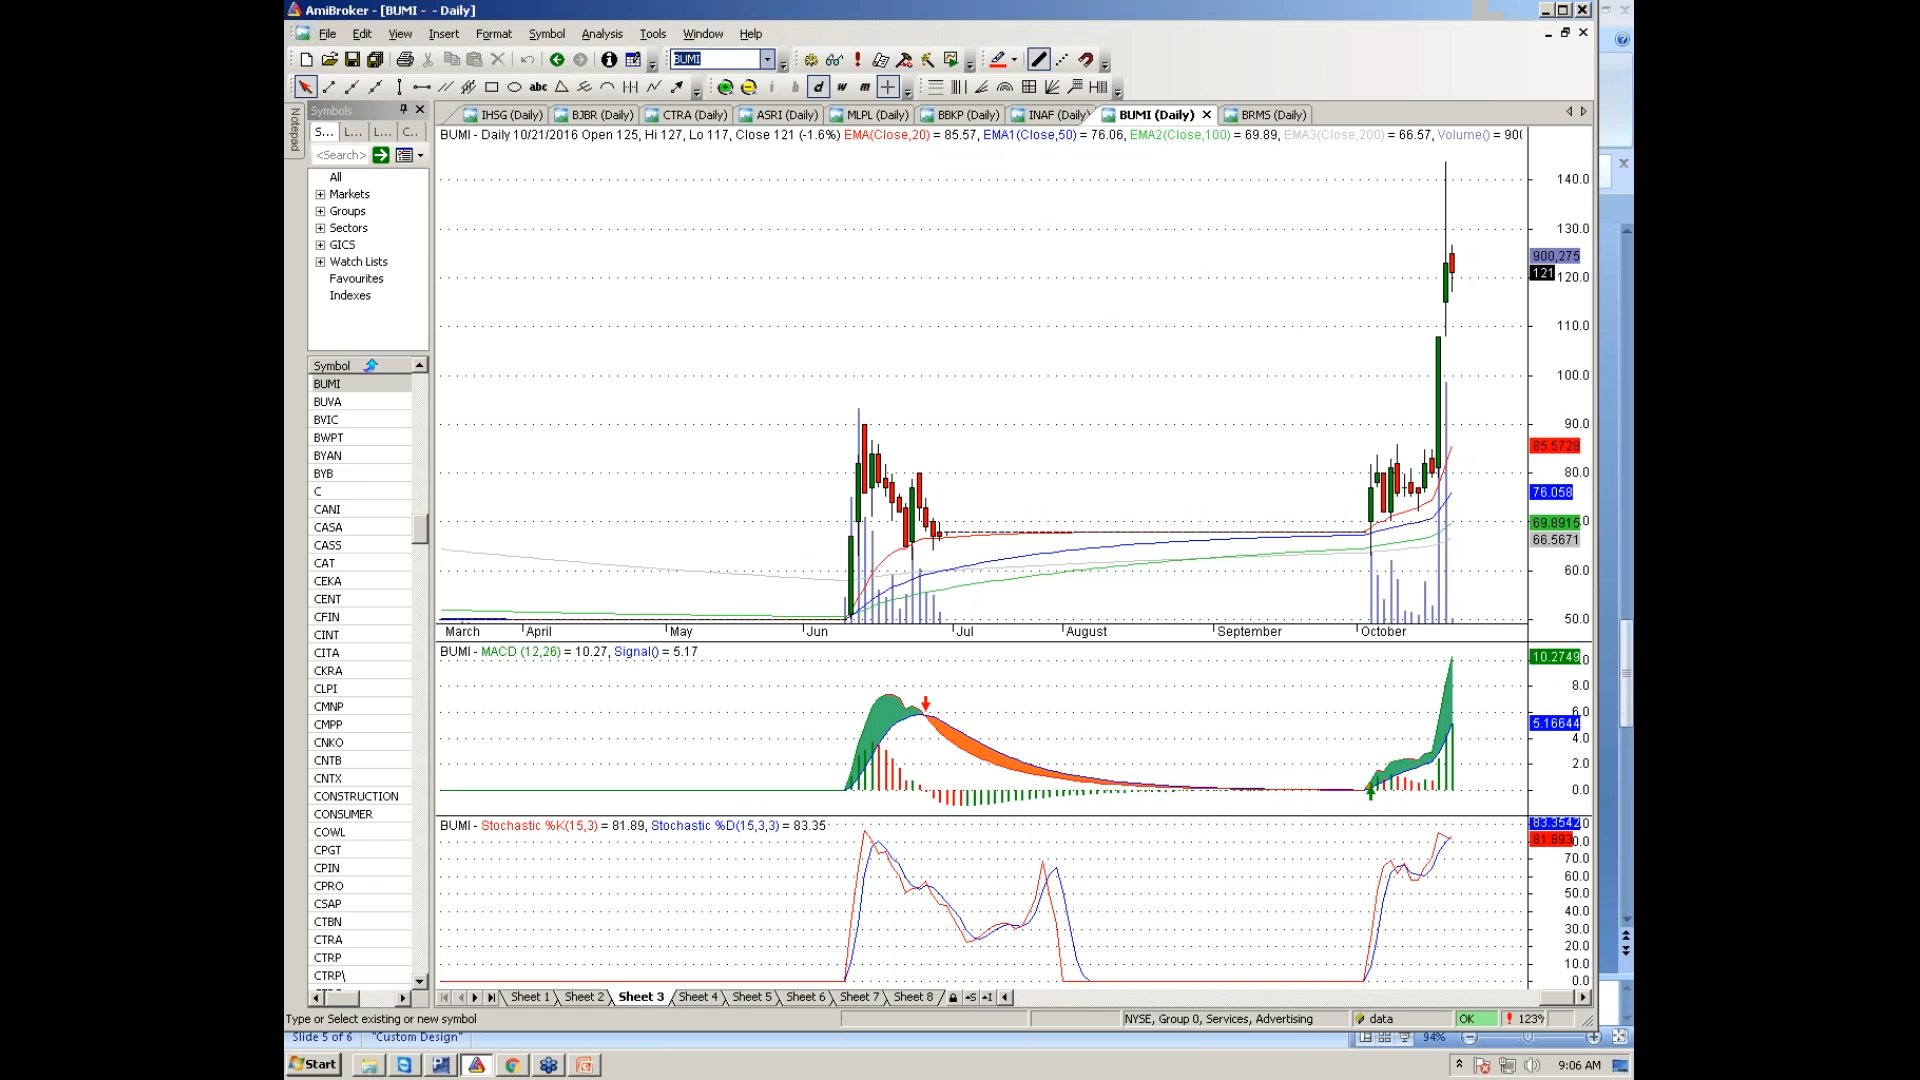 AmiBroker - [BUMI - - Daily]
File Edit View Insert Format Symbol Analysis Tools Window Help
BUMI
abc i h d w m
Notepad
Symbols
S... L... L... C...
<Search>
All
Markets
Groups
Sectors
GICS
Watch Lists
Favourites
Indexes
Symbol
BUMI
BUVA
BVIC
BWPT
BYAN
BYB
C
CANI
CASA
CASS
CAT
CEKA
CENT
CFIN
CINT
CITA
CKRA
CLPI
CMNP
CMPP
CNKO
CNTB
CNTX
CONSTRUCTION
CONSUMER
COWL
CPGT
CPIN
CPRO
CSAP
CTBN
CTRA
CTRP
CTRP\
IHSG (Daily) BJBR (Daily) CTRA (Daily) ASRI (Daily) MLPL (Daily) BBKP (Daily) INAF (Daily) BUMI (Daily) BRMS (Daily)
BUMI - Daily 10/21/2016 Open 125, Hi 127, Lo 117, Close 121 (-1.6%) EMA(Close,20) = 85.57, EMA1(Close,50) = 76.06, EMA2(Close,100) = 69.89, EMA3(Close,200) = 66.57, Volume() = 900
140.0
130.0
900,275
121
120.0
110.0
100.0
90.0
85.5728
80.0
76.058
69.8915
66.5671
60.0
50.0
March April May Jun Jul August September October
BUMI - MACD (12,26) = 10.27, Signal() = 5.17
10.2749
8.0
6.0
5.16644
4.0
2.0
0.0
BUMI - Stochastic %K(15,3) = 81.89, Stochastic %D(15,3,3) = 83.35
83.3542
81.893
70.0
60.0
50.0
40.0
30.0
20.0
10.0
0.0
Sheet 1 Sheet 2 Sheet 3 Sheet 4 Sheet 5 Sheet 6 Sheet 7 Sheet 8
Type or Select existing or new symbol
NYSE, Group 0, Services, Advertising
data
OK
123%
Slide 5 of 6 "Custom Design"
94%
Start
9:06 AM